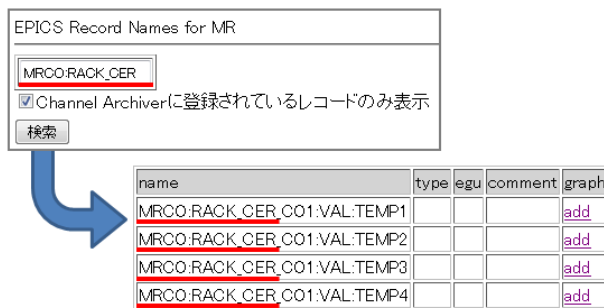 EPICS Record Names for MR
MRCO:RACK_CER
Channel Archiverに登録されているレコードのみ表示
検索
name type egu comment graph
MRCO:RACK_CER_CO1:VAL:TEMP1 add
MRCO:RACK_CER_CO1:VAL:TEMP2 add
MRCO:RACK_CER_CO1:VAL:TEMP3 add
MRCO:RACK_CER_CO1:VAL:TEMP4 add